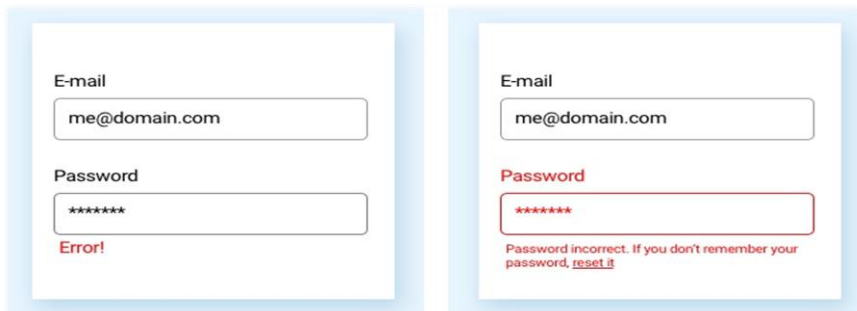 E-mail
me@domain.com
Password
*******
Error!
E-mail
me@domain.com
Password
*******
Password incorrect. If you don't remember your
password, reset it